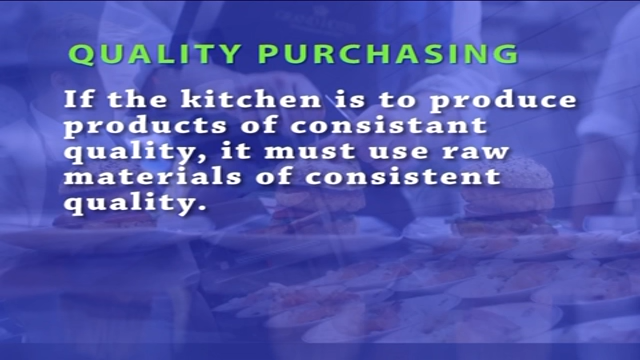 QUALITY PURCHASING
If the kitchen is to produce
products of consistant
quality, it must use raw
materials of consistent
quality.